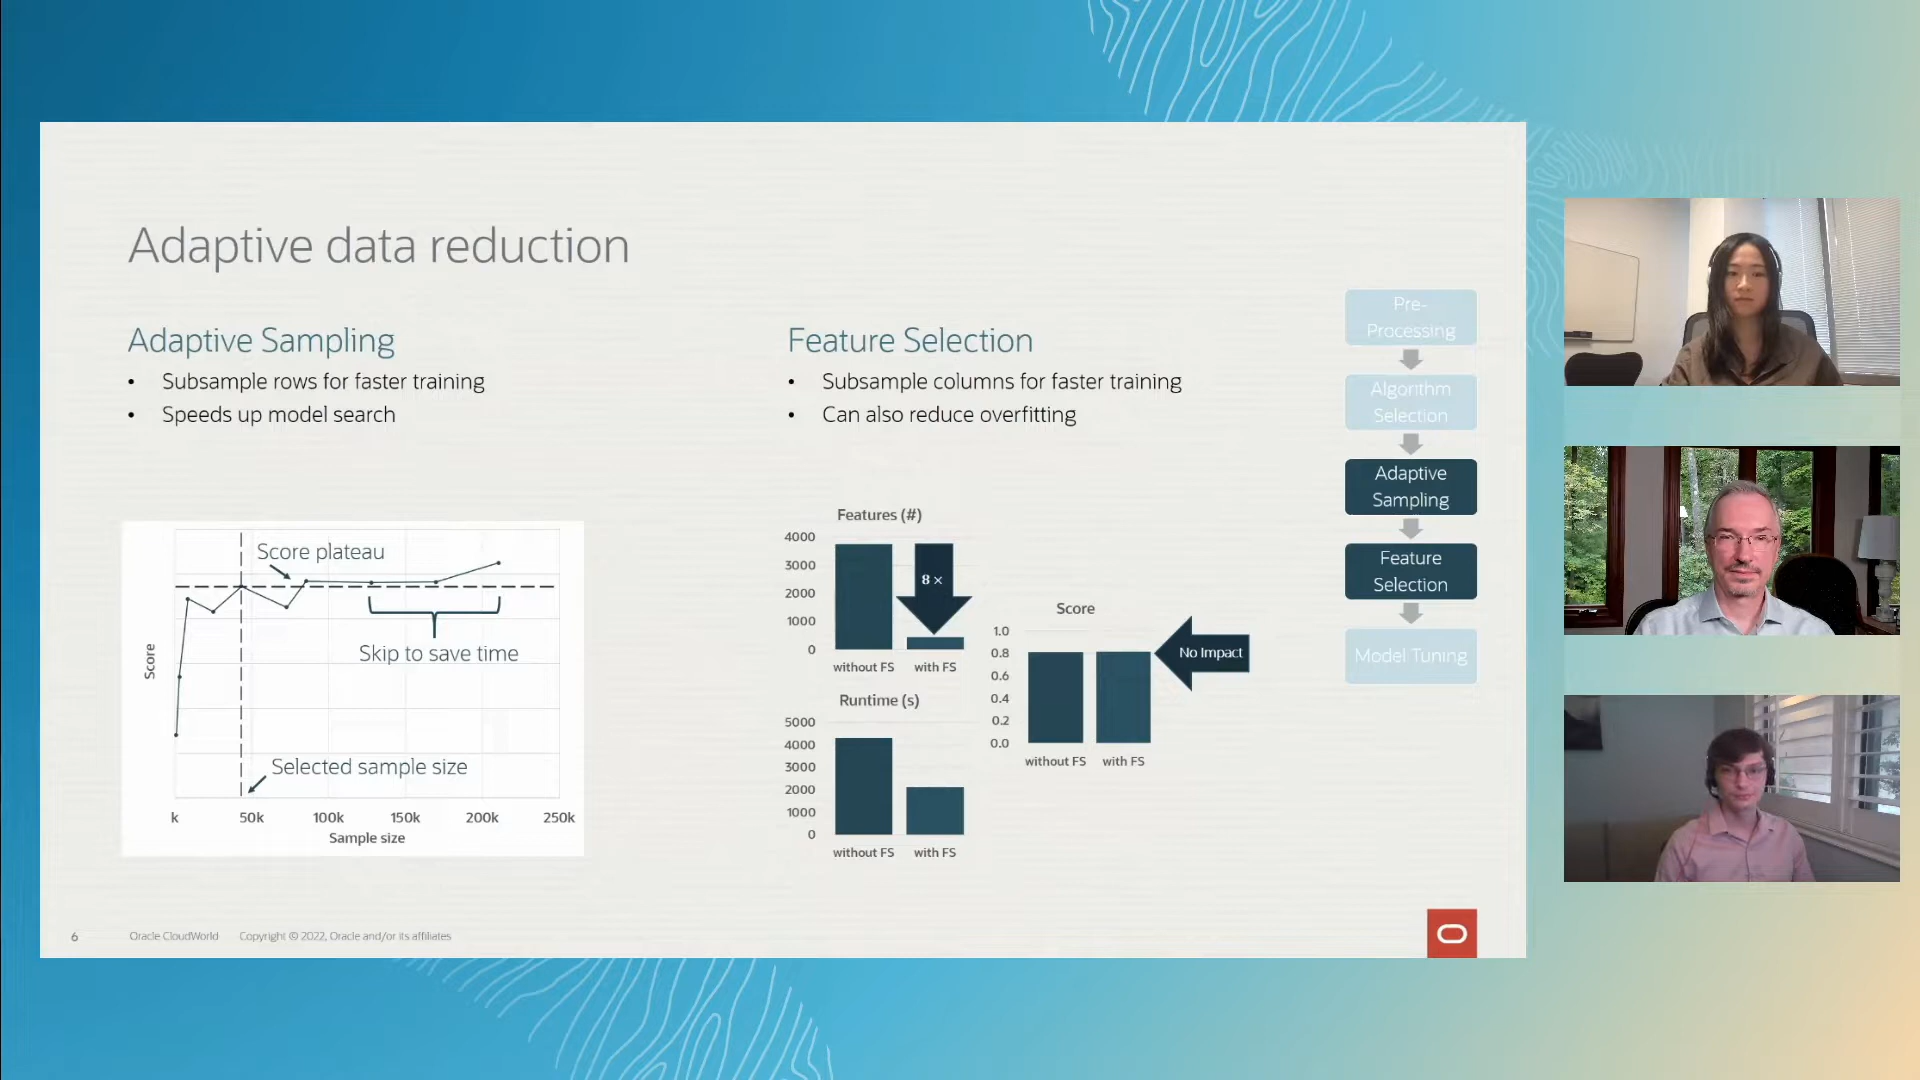 Adaptive data reduction
Adaptive Sampling
• Subsample rows for faster training
• Speeds up model search
Score plateau
Skip to save time
Selected sample size
Score
k 50k 100k 150k 200k 250k
Sample size
Feature Selection
• Subsample columns for faster training
• Can also reduce overfitting
Features (#)
4000
3000
2000
1000
0
8 ×
without FS with FS
Runtime (s)
5000
4000
3000
2000
1000
0
without FS with FS
Score
1.0
0.8
0.6
0.4
0.2
0.0
No Impact
without FS with FS
Pre-
Processing
Algorithm
Selection
Adaptive
Sampling
Feature
Selection
Model Tuning
6 Oracle CloudWorld Copyright © 2022, Oracle and/or its affiliates